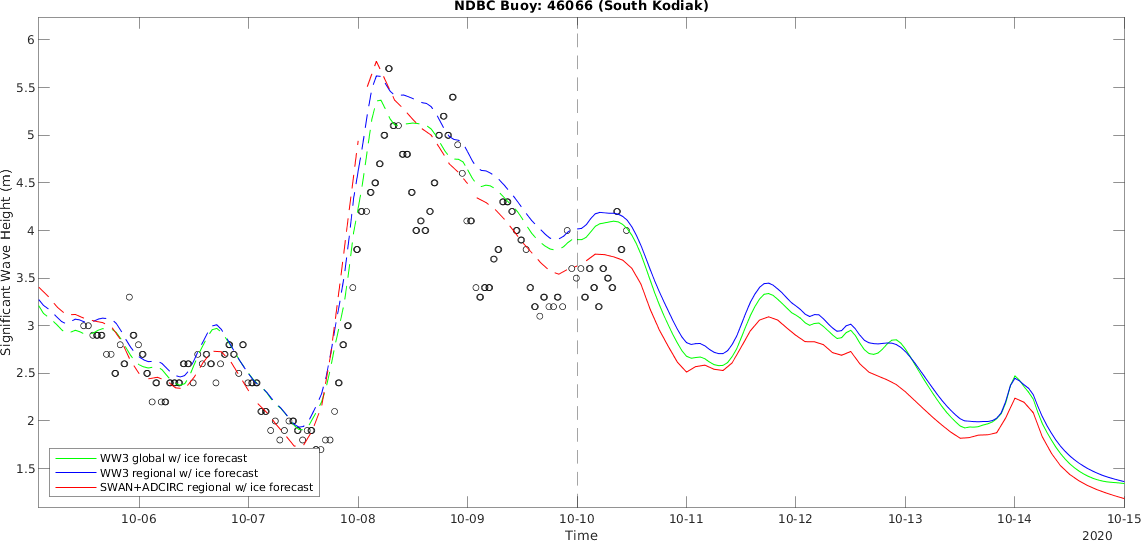 NDBC Buoy: 46066 (South Kodiak)
Significant Wave Height (m)
6
5.5
5
4.5
4
3.5
3
2.5
2
1.5
WW3 global w/ ice forecast
WW3 regional w/ ice forecast
SWAN+ADCIRC regional w/ ice forecast
10-06 10-07 10-08 10-09 10-10 10-11 10-12 10-13 10-14 10-15
Time 2020